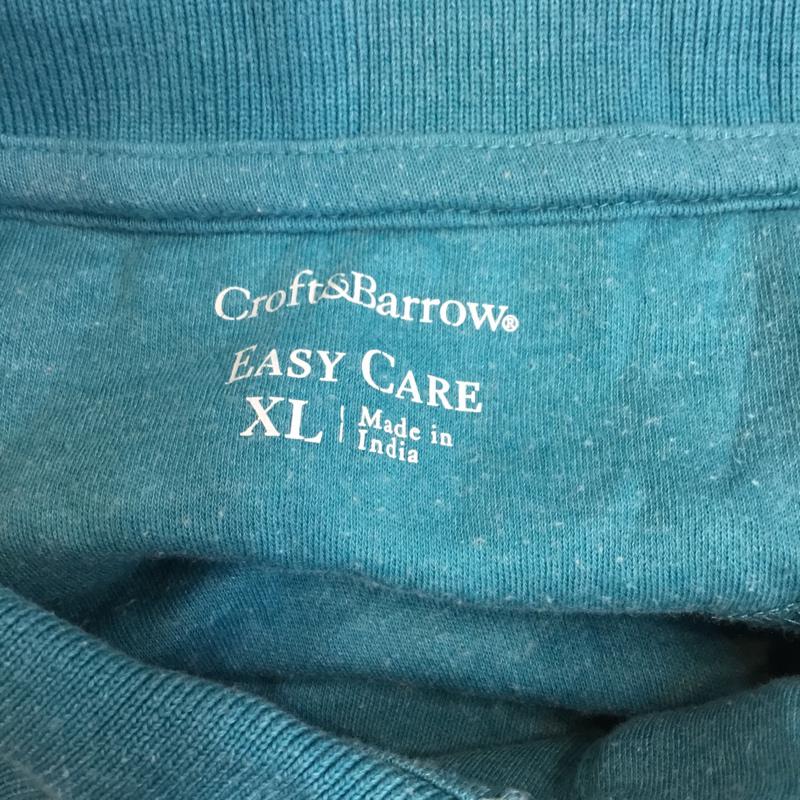 Croft&Barrow®
EASY CARE
XL | Made in
India